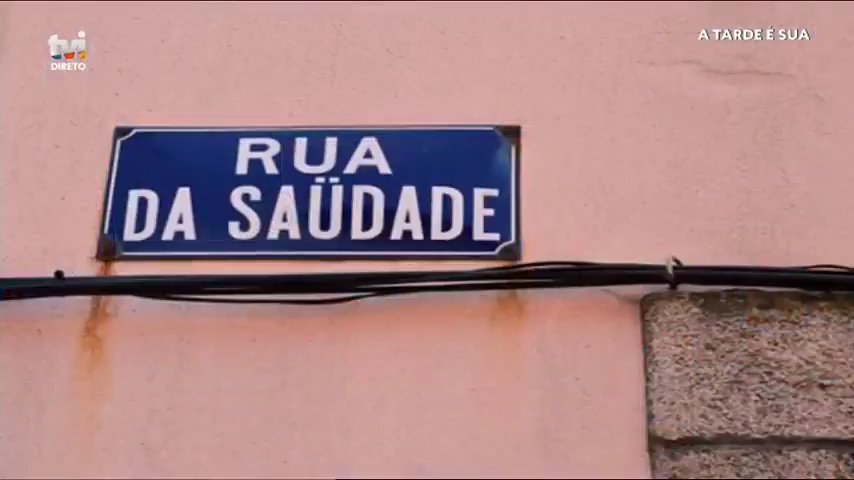 tvi
DIRETO
A TARDE É SUA
RUA
DA SAÜDADE